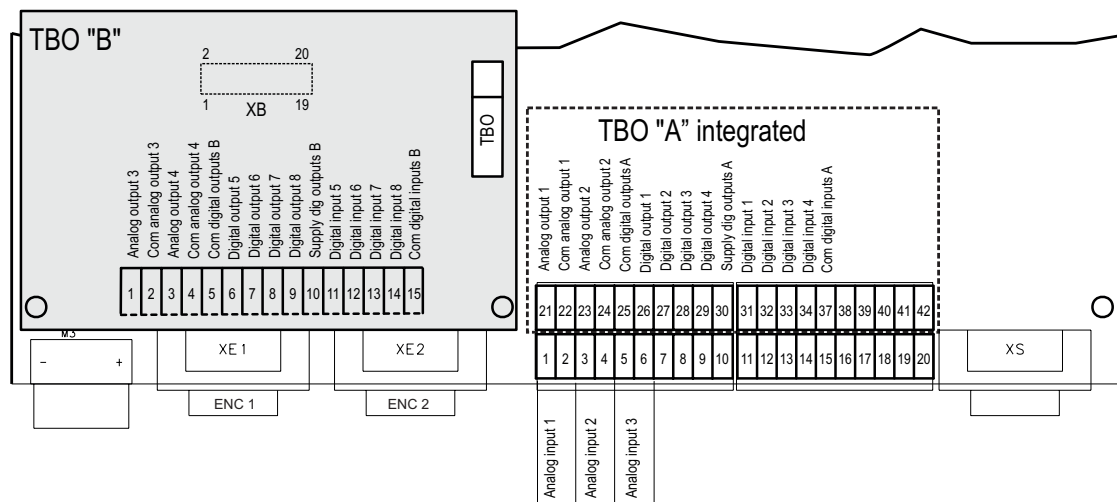 TBO "B"
2 20
1 19
XB
TBO
Analog output 3
Com analog output 3
Analog output 4
Com analog output 4
Com digital outputs B
Digital output 5
Digital output 6
Digital output 7
Digital output 8
Supply dig outputs B
Digital input 5
Digital input 6
Digital input 7
Digital input 8
Com digital inputs B
1 2 3 4 5 6 7 8 9 10 11 12 13 14 15
M3
- +
XE1
ENC 1
XE2
ENC 2
TBO "A” integrated
Analog output 1
Com analog output 1
Analog output 2
Com analog output 2
Com digital outputs A
Digital output 1
Digital output 2
Digital output 3
Digital output 4
Supply dig outputs A
Digital input 1
Digital input 2
Digital input 3
Digital input 4
Com digital inputs A
21 22 23 24 25 26 27 28 29 30 31 32 33 34 37 38 39 40 41 42
1 2 3 4 5 6 7 8 9 10 11 12 13 14 15 16 17 18 19 20
Analog input 1
Analog input 2
Analog input 3
XS